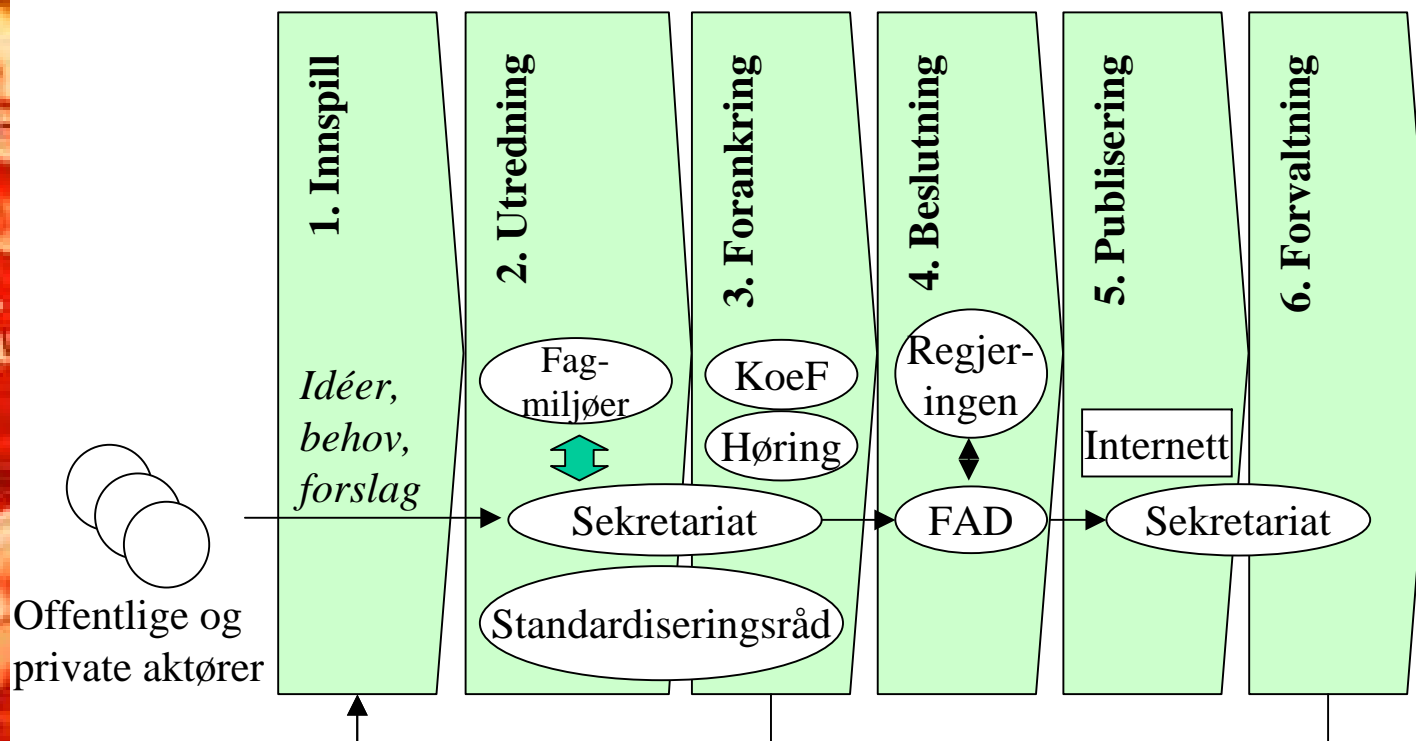 1. Innspill
2. Utredning
3. Forankring
4. Beslutning
5. Publisering
6. Forvaltning
Idéer,
behov,
forslag
Fag-
miljøer
KoeF
Høring
Regjer-
ingen
Internett
Sekretariat
FAD
Sekretariat
Standardiseringsråd
Offentlige og
private aktører